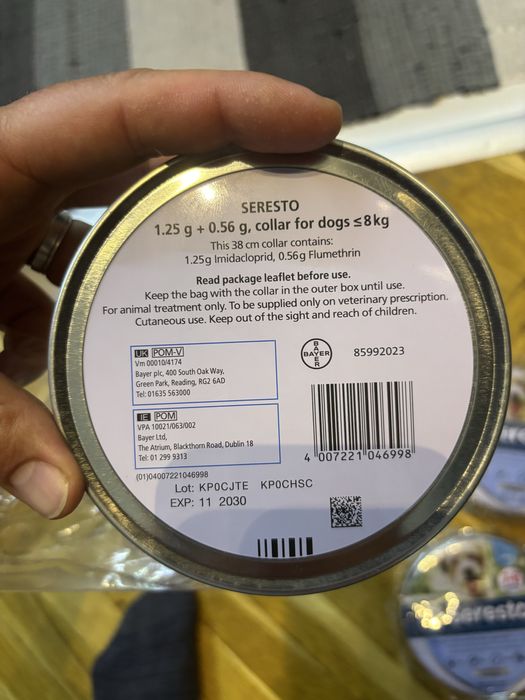 SERESTO
1.25 g + 0.56 g, collar for dogs ≤8kg
This 38 cm collar contains:
1.25g Imidacloprid, 0.56g Flumethrin
Read package leaflet before use.
Keep the bag with the collar in the outer box until use.
For animal treatment only. To be supplied only on veterinary prescription.
Cutaneous use. Keep out of the sight and reach of children.
UK POM-V
Vm 00010/4174
Bayer plc, 400 South Oak Way,
Green Park, Reading, RG2 6AD
Tel: 01635 563000
BAYER
BAYER
85992023
IE POM
VPA 10021/063/002
Bayer Ltd,
The Atrium, Blackthorn Road, Dublin 18
Tel: 01 299 9313
4 007221 046998
(01)04007221046998
Lot: KP0CJTE KP0CHSC
EXP: 11 2030
seresto